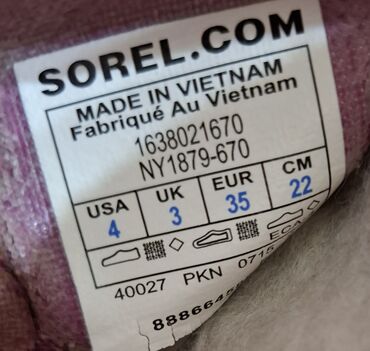 SOREL.COM
MADE IN VIETNAM
Fabriqué Au Vietnam
1638021670
NY1879-670
USA UK EUR CM
4 3 35 22
40027 PKN 0715 ECA